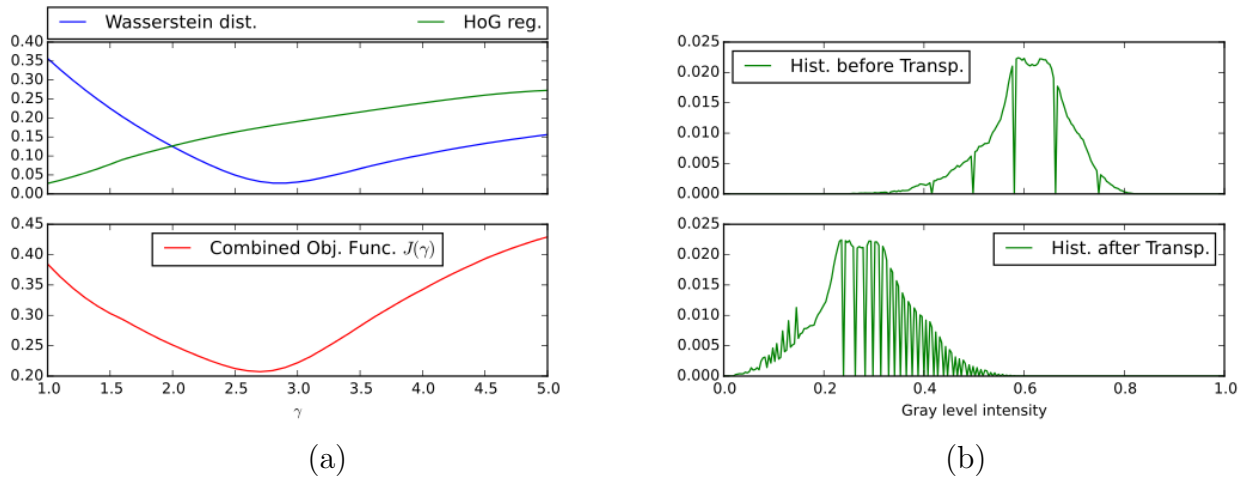 Wasserstein dist. HoG reg.
0.40
0.35
0.30
0.25
0.20
0.15
0.10
0.05
0.00
0.45
Combined Obj. Func. J(γ)
0.40
0.35
0.30
0.25
0.20
1.0 1.5 2.0 2.5 3.0 3.5 4.0 4.5 5.0
γ
(a)
0.025
Hist. before Transp.
0.020
0.015
0.010
0.005
0.000
0.025
Hist. after Transp.
0.020
0.015
0.010
0.005
0.000
0.0 0.2 0.4 0.6 0.8 1.0
Gray level intensity
(b)